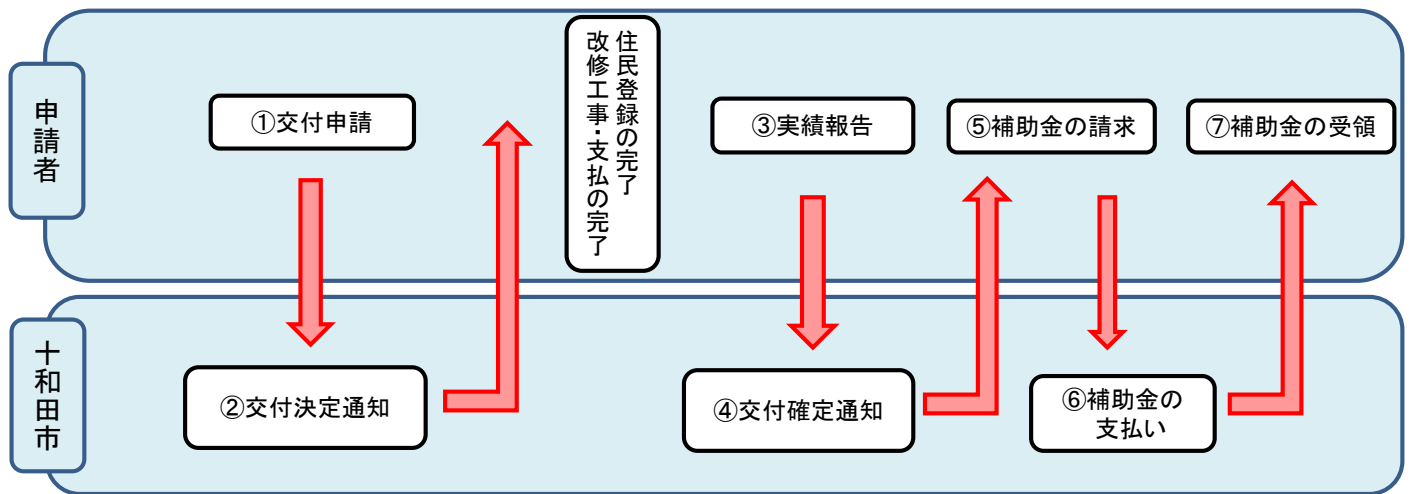 申請者
①交付申請
住民登録の完了
改修工事・支払の完了
③実績報告
⑤補助金の請求
⑦補助金の受領
十和田市
②交付決定通知
④交付確定通知
⑥補助金の
支払い